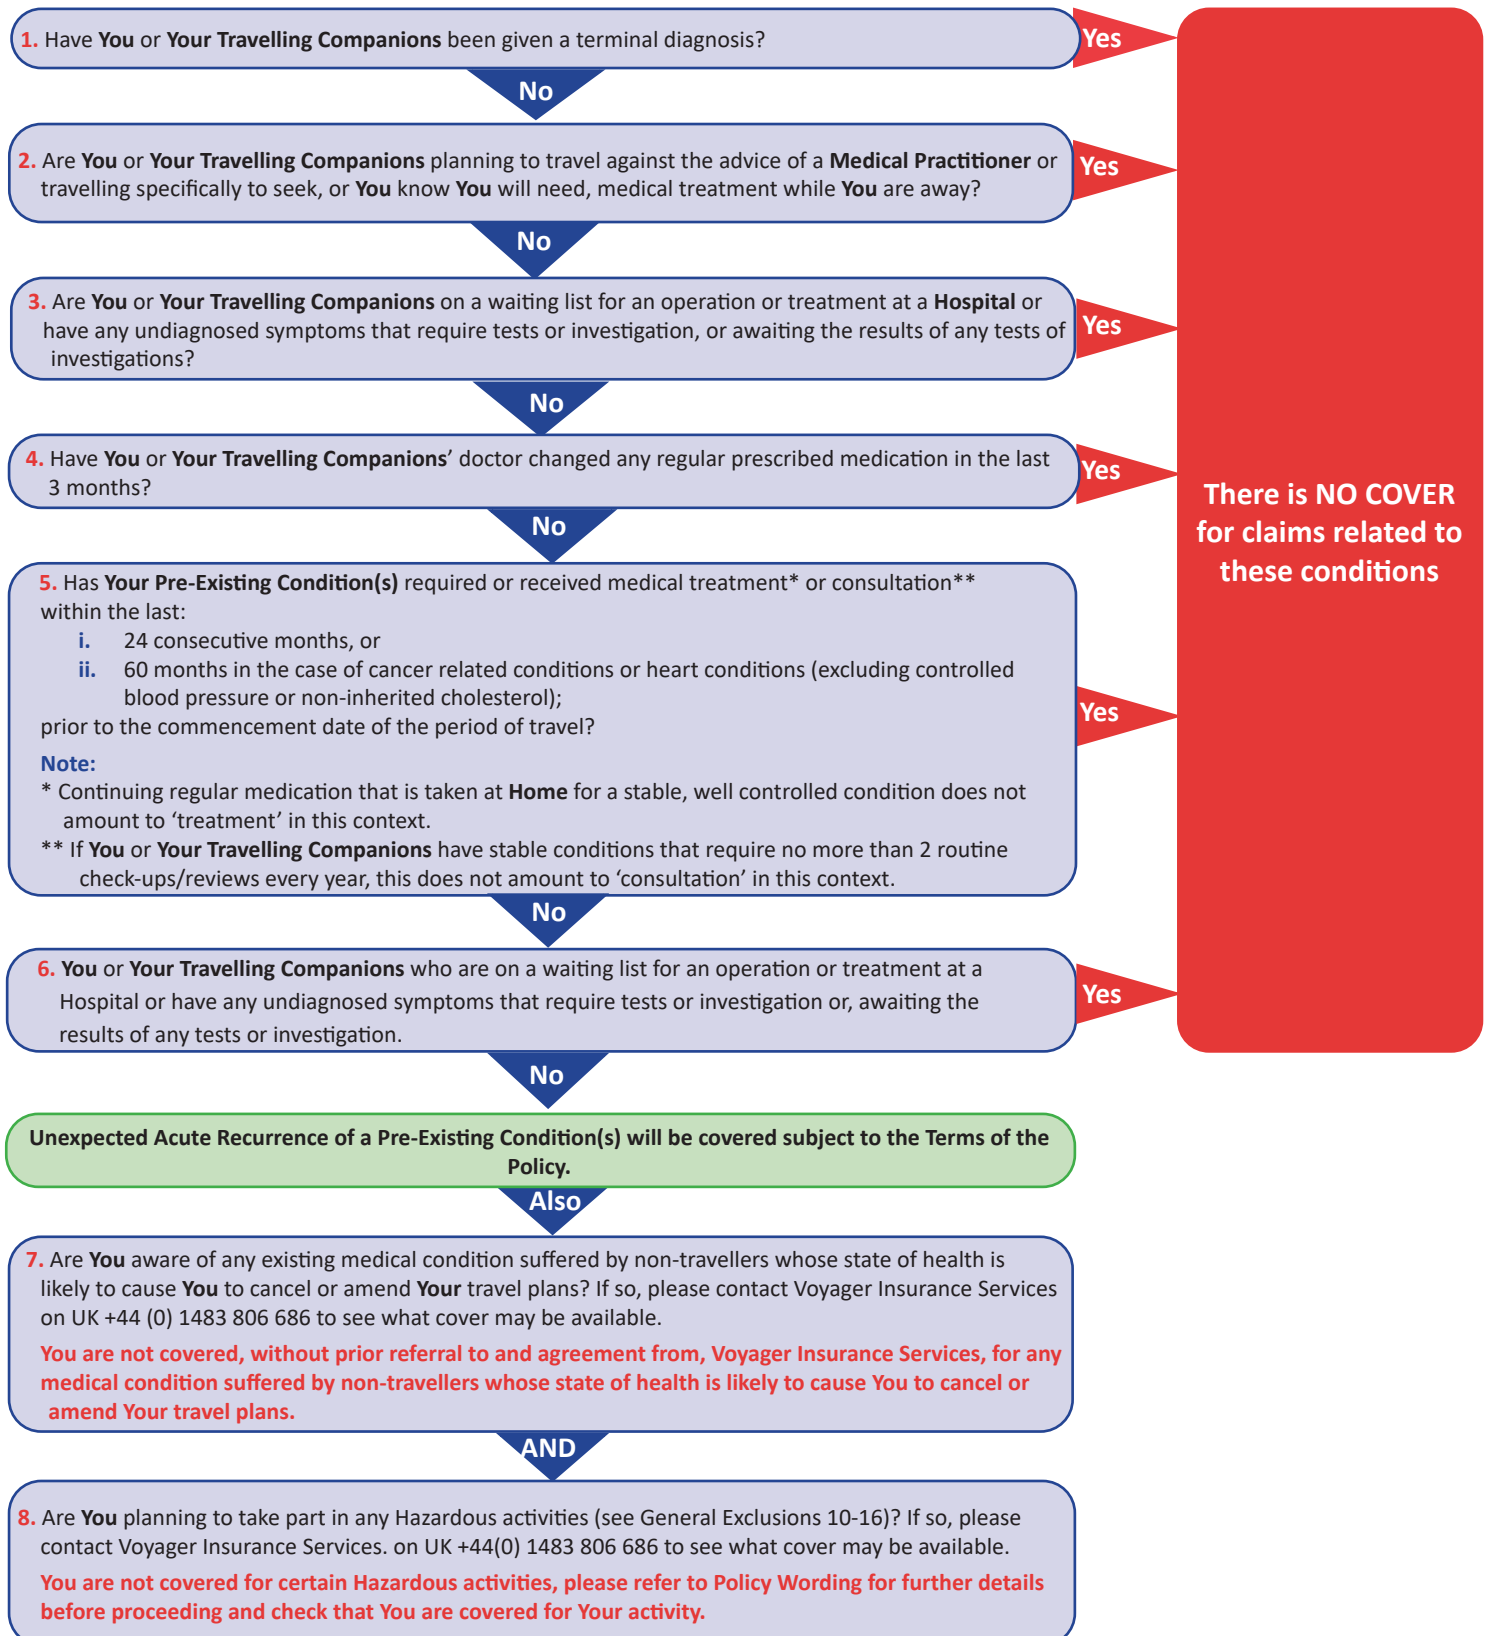 1. Have You or Your Travelling Companions been given a terminal diagnosis?
Yes
No
2. Are You or Your Travelling Companions planning to travel against the advice of a Medical Practitioner or
travelling specifically to seek, or You know You will need, medical treatment while You are away?
Yes
No
3. Are You or Your Travelling Companions on a waiting list for an operation or treatment at a Hospital or
have any undiagnosed symptoms that require tests or investigation, or awaiting the results of any tests of
investigations?
Yes
No
4. Have You or Your Travelling Companions' doctor changed any regular prescribed medication in the last
3 months?
Yes
No
There is NO COVER
for claims related to
these conditions
5. Has Your Pre-Existing Condition(s) required or received medical treatment* or consultation**
within the last:
i. 24 consecutive months, or
ii. 60 months in the case of cancer related conditions or heart conditions (excluding controlled
blood pressure or non-inherited cholesterol);
prior to the commencement date of the period of travel?
Note:
* Continuing regular medication that is taken at Home for a stable, well controlled condition does not
amount to 'treatment' in this context.
** If You or Your Travelling Companions have stable conditions that require no more than 2 routine
check-ups/reviews every year, this does not amount to 'consultation' in this context.
Yes
No
6. You or Your Travelling Companions who are on a waiting list for an operation or treatment at a
Hospital or have any undiagnosed symptoms that require tests or investigation or, awaiting the
results of any tests or investigation.
Yes
No
Unexpected Acute Recurrence of a Pre-Existing Condition(s) will be covered subject to the Terms of the
Policy.
Also
7. Are You aware of any existing medical condition suffered by non-travellers whose state of health is
likely to cause You to cancel or amend Your travel plans? If so, please contact Voyager Insurance Services
on UK +44 (0) 1483 806 686 to see what cover may be available.
You are not covered, without prior referral to and agreement from, Voyager Insurance Services, for any
medical condition suffered by non-travellers whose state of health is likely to cause You to cancel or
amend Your travel plans.
AND
8. Are You planning to take part in any Hazardous activities (see General Exclusions 10-16)? If so, please
contact Voyager Insurance Services. on UK +44(0) 1483 806 686 to see what cover may be available.
You are not covered for certain Hazardous activities, please refer to Policy Wording for further details
before proceeding and check that You are covered for Your activity.